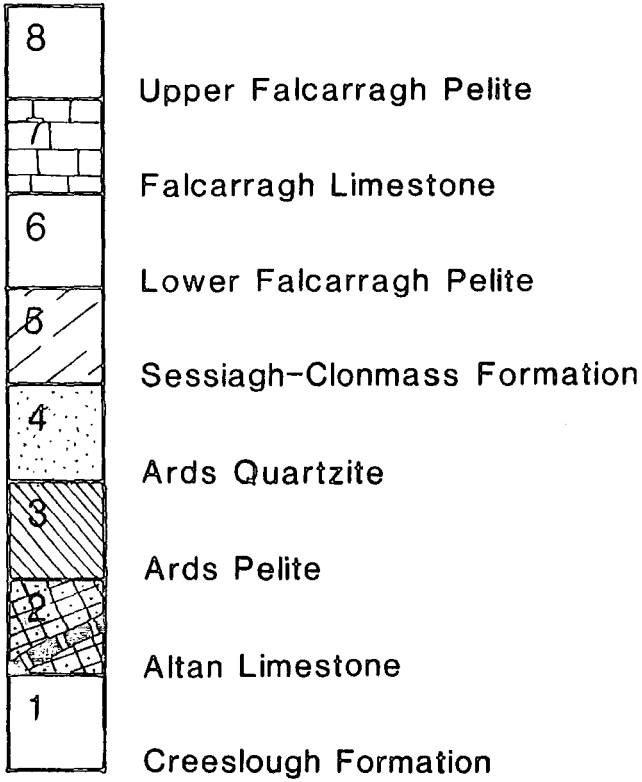 8
Upper Falcarragh Pelite
7
Falcarragh Limestone
6
Lower Falcarragh Pelite
5
Sessiagh-Clonmass Formation
4
Ards Quartzite
3
Ards Pelite
2
Altan Limestone
1
Creeslough Formation